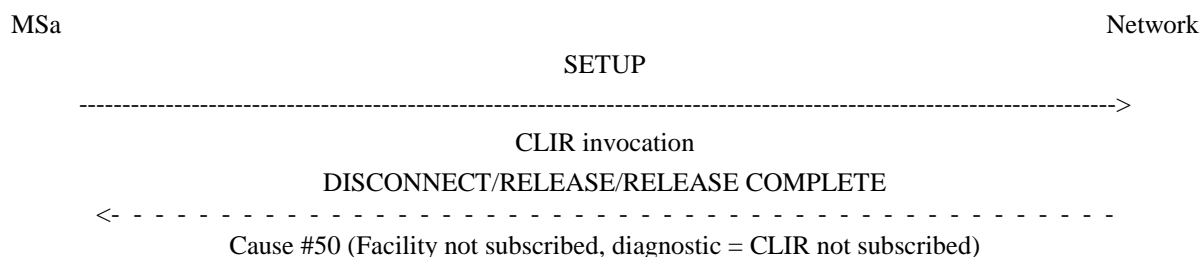 MSa Network
SETUP
------------------------------------------------------------------------------------------------------------------------>
CLIR invocation
DISCONNECT/RELEASE/RELEASE COMPLETE
<- - - - - - - - - - - - - - - - - - - - - - - - - - - - - - - - - - - - - - - - - - - - - - -
Cause #50 (Facility not subscribed, diagnostic = CLIR not subscribed)